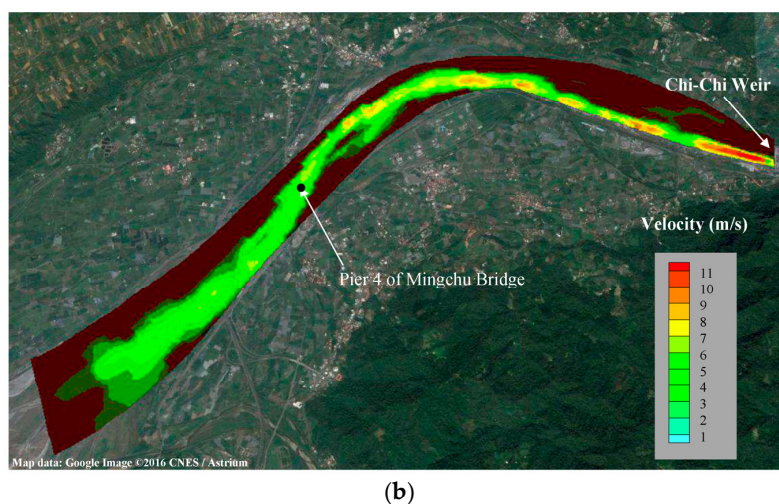 Chi-Chi Weir
Velocity (m/s)
Pier 4 of Mingchu Bridge
11
10
9
8
7
6
5
4
3
2
1
Map data: Google Image ©2016 CNES / Astrium
(b)